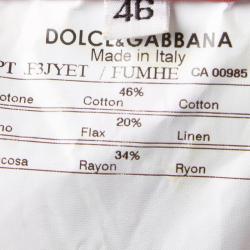 46
DOLCE&GABBANA
Made in Italy
PT .F3JYET / FUMHE CA 00985
46%
otone Cotton Cotton
20%
no Flax Linen
34%
cosa Rayon Ryon